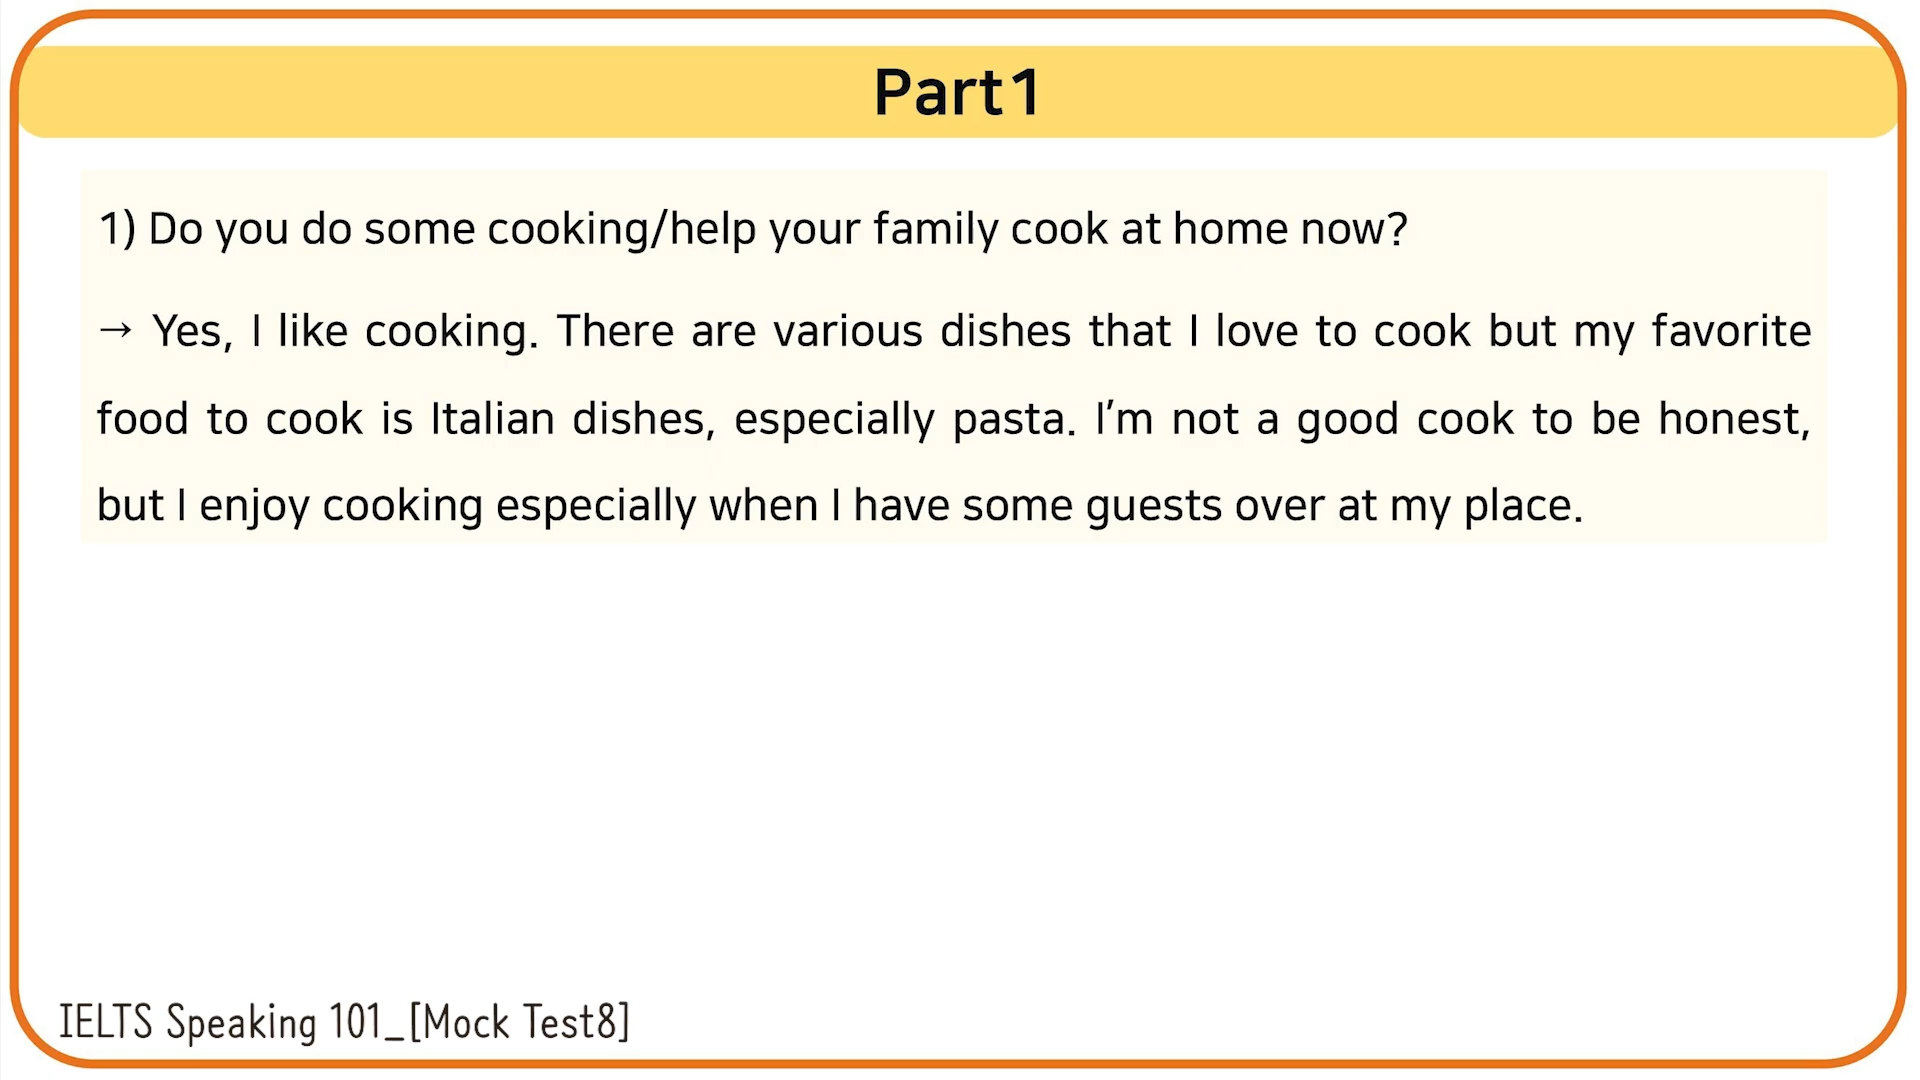 Part1
1) Do you do some cooking/help your family cook at home now?
→ Yes, I like cooking. There are various dishes that I love to cook but my favorite
food to cook is Italian dishes, especially pasta. I’m not a good cook to be honest,
but I enjoy cooking especially when I have some guests over at my place.
IELTS Speaking 101_[Mock Test8]